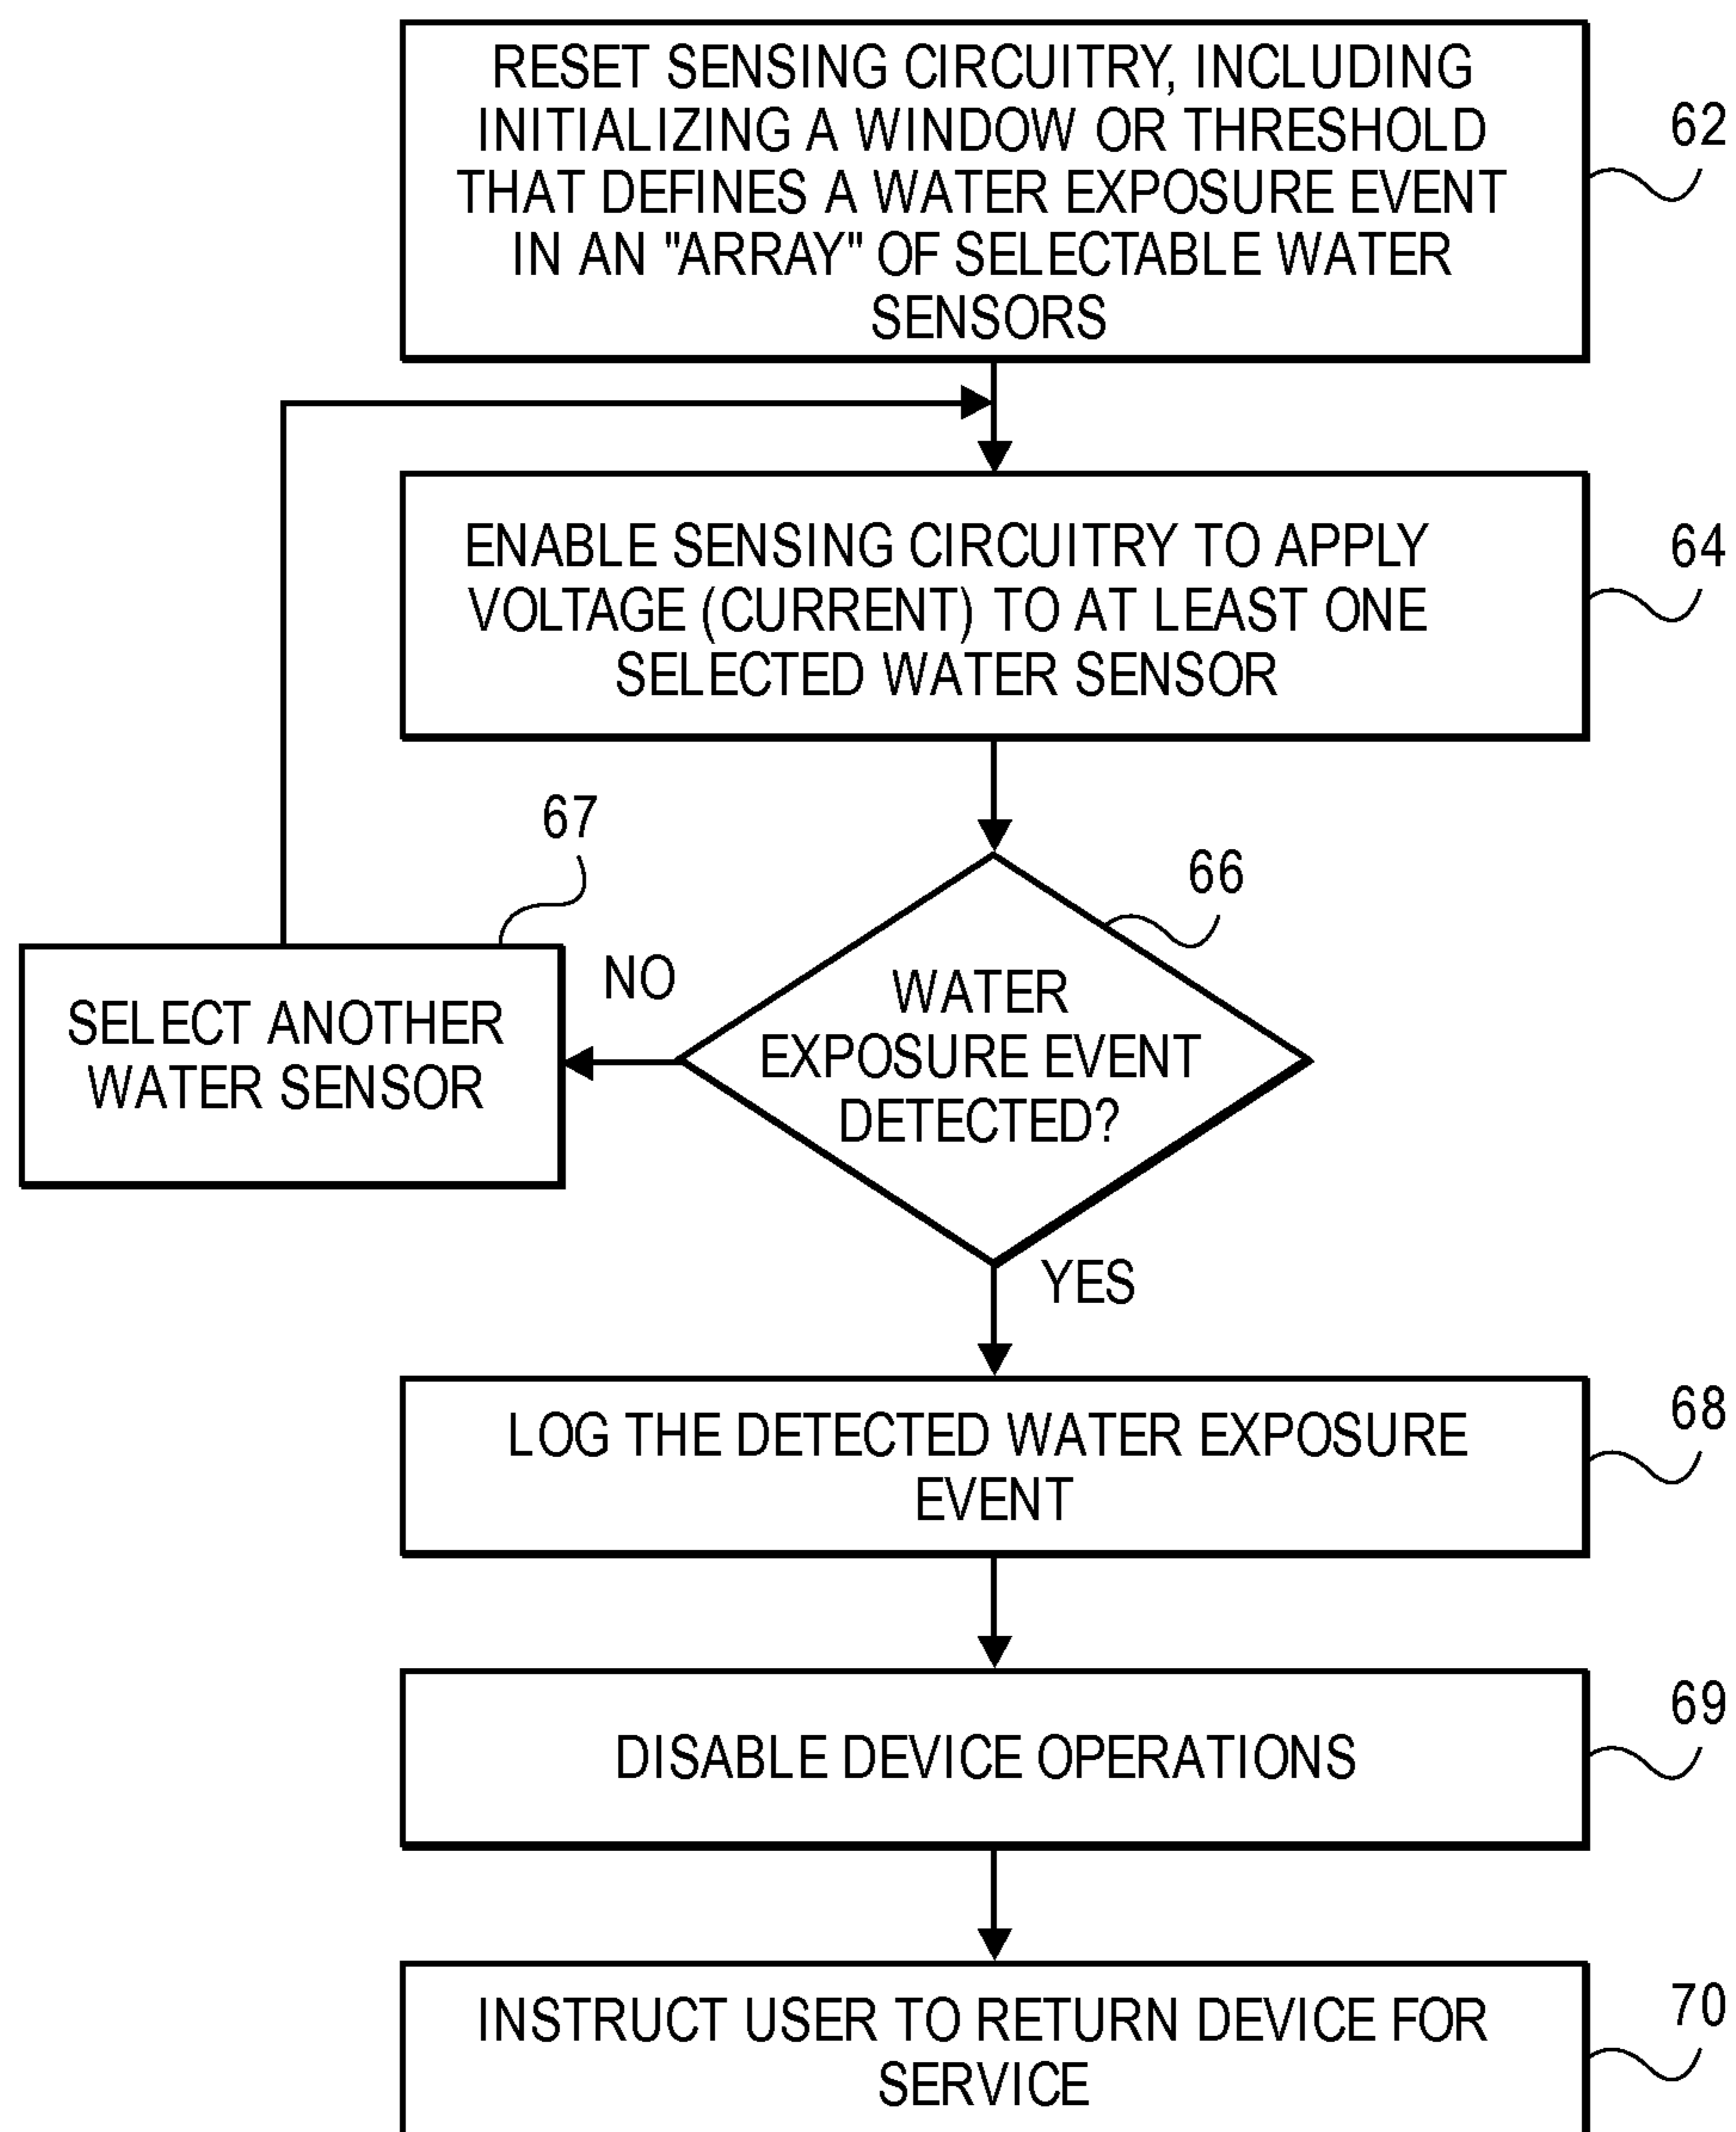 RESET SENSING CIRCUITRY, INCLUDING
INITIALIZING A WINDOW OR THRESHOLD
THAT DEFINES A WATER EXPOSURE EVENT
IN AN "ARRAY" OF SELECTABLE WATER
SENSORS
62
ENABLE SENSING CIRCUITRY TO APPLY
VOLTAGE (CURRENT) TO AT LEAST ONE
SELECTED WATER SENSOR
64
67
66
SELECT ANOTHER
WATER SENSOR
NO
WATER
EXPOSURE EVENT
DETECTED?
YES
LOG THE DETECTED WATER EXPOSURE
EVENT
68
DISABLE DEVICE OPERATIONS
69
INSTRUCT USER TO RETURN DEVICE FOR
SERVICE
70